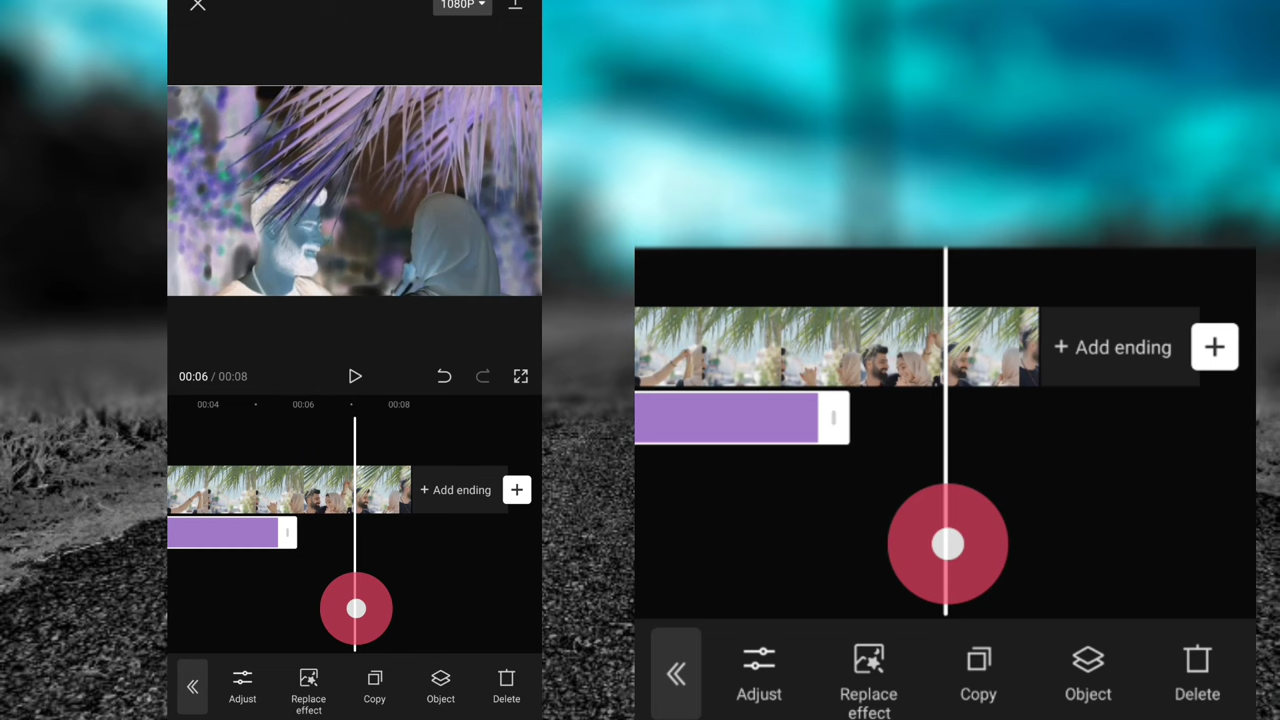 1080P
00:06 / 00:08
00:04
00:06
00:08
+ Add ending
Adjust
Replace effect
Copy
Object
Delete
+ Add ending
Adjust
Replace effect
Copy
Object
Delete